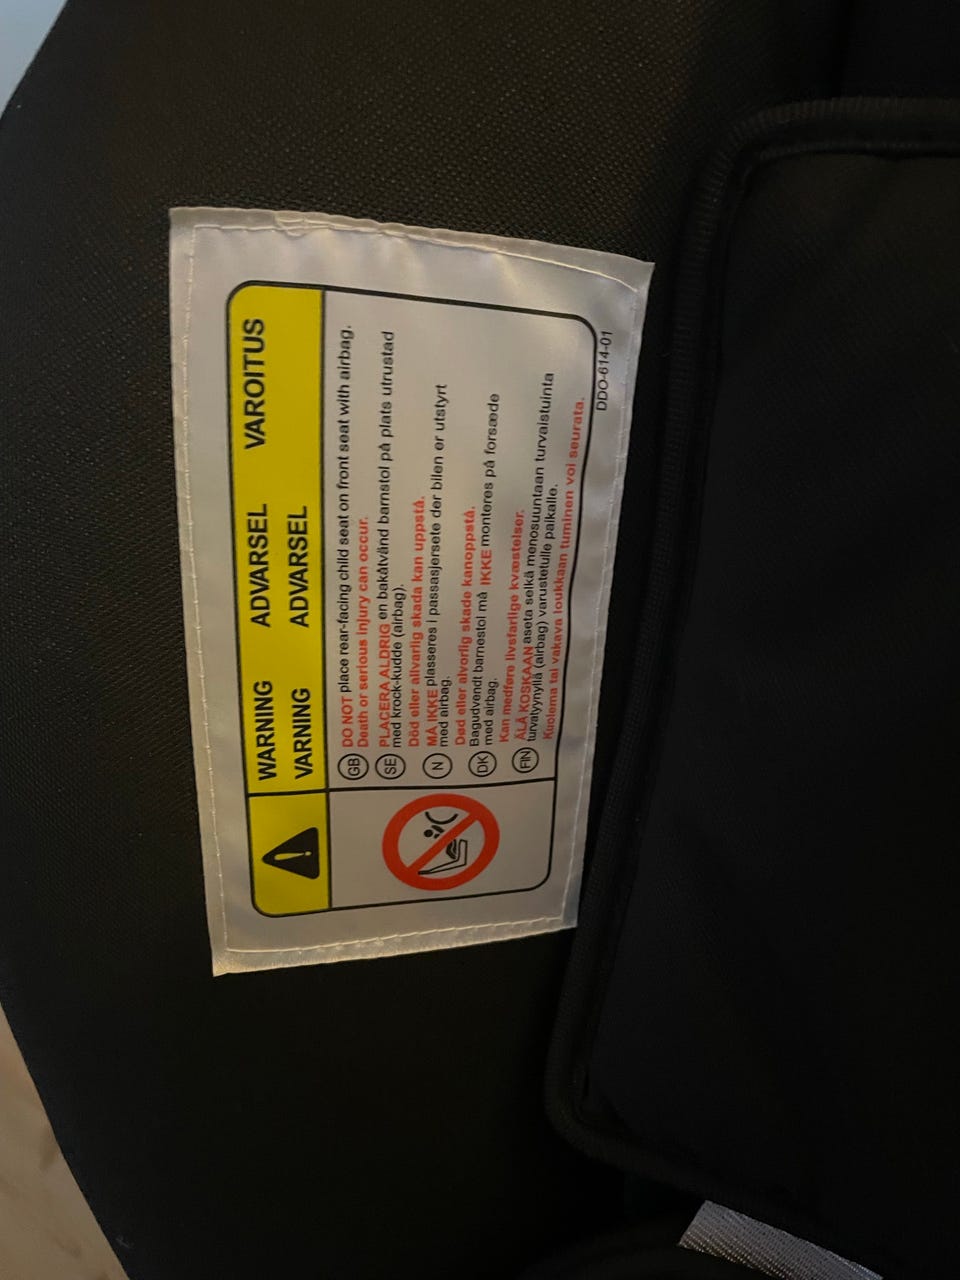 WARNING ADVARSEL VAROITUS
VARNING ADVARSEL
GB DO NOT place rear-facing child seat on front seat with airbag.
Death or serious injury can occur.
SE PLACERA ALDRIG en bakåtvänd barnstol på plats utrustad
med krock-kudde (airbag).
Död eller allvarlig skada kan uppstå.
N MÅ IKKE plasseres i passasjersete der bilen er utstyrt
med airbag.
Død eller alvorlig skade kanoppstå.
DK Bagudvendt barnestol må IKKE monteres på forsæde
med airbag.
Kan medføre livsfarlige kvæstelser.
FIN ÄLÄ KOSKAAN aseta selkä menosuuntaan turvaistuinta
turvatyynyllä (airbag) varustetulle paikalle.
Kuolema tai vakava loukkaan tuminen voi seurata.
DDO-614-01